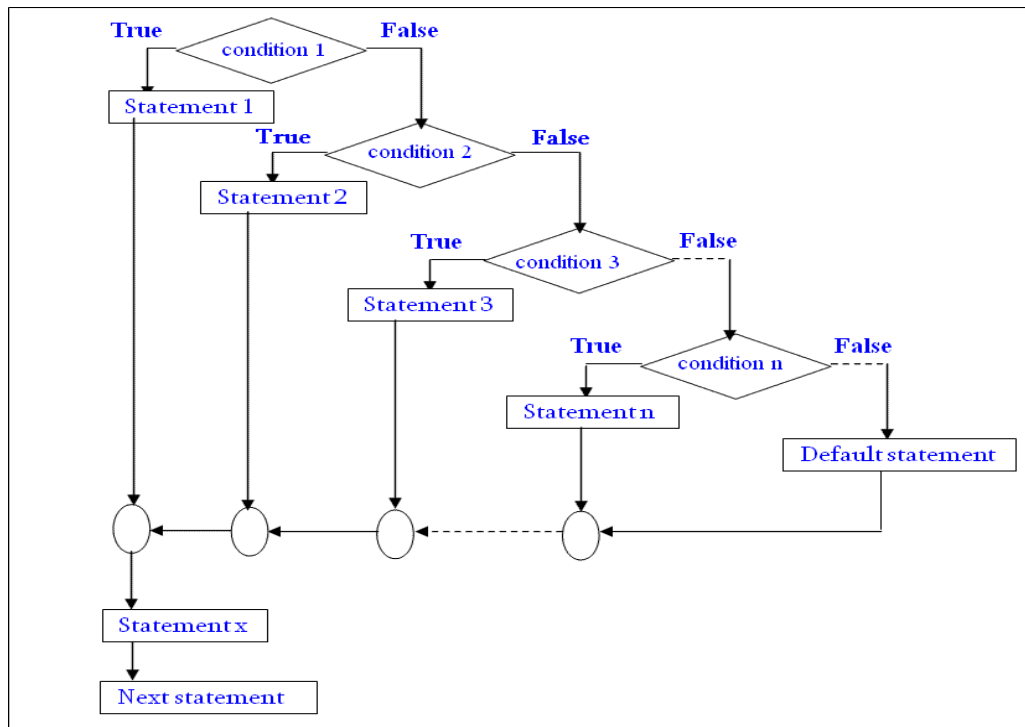 True
False
condition 1
Statement 1
True
False
condition 2
Statement 2
True
False
condition 3
Statement 3
True
False
condition n
Statement n
Default statement
Statement x
Next statement